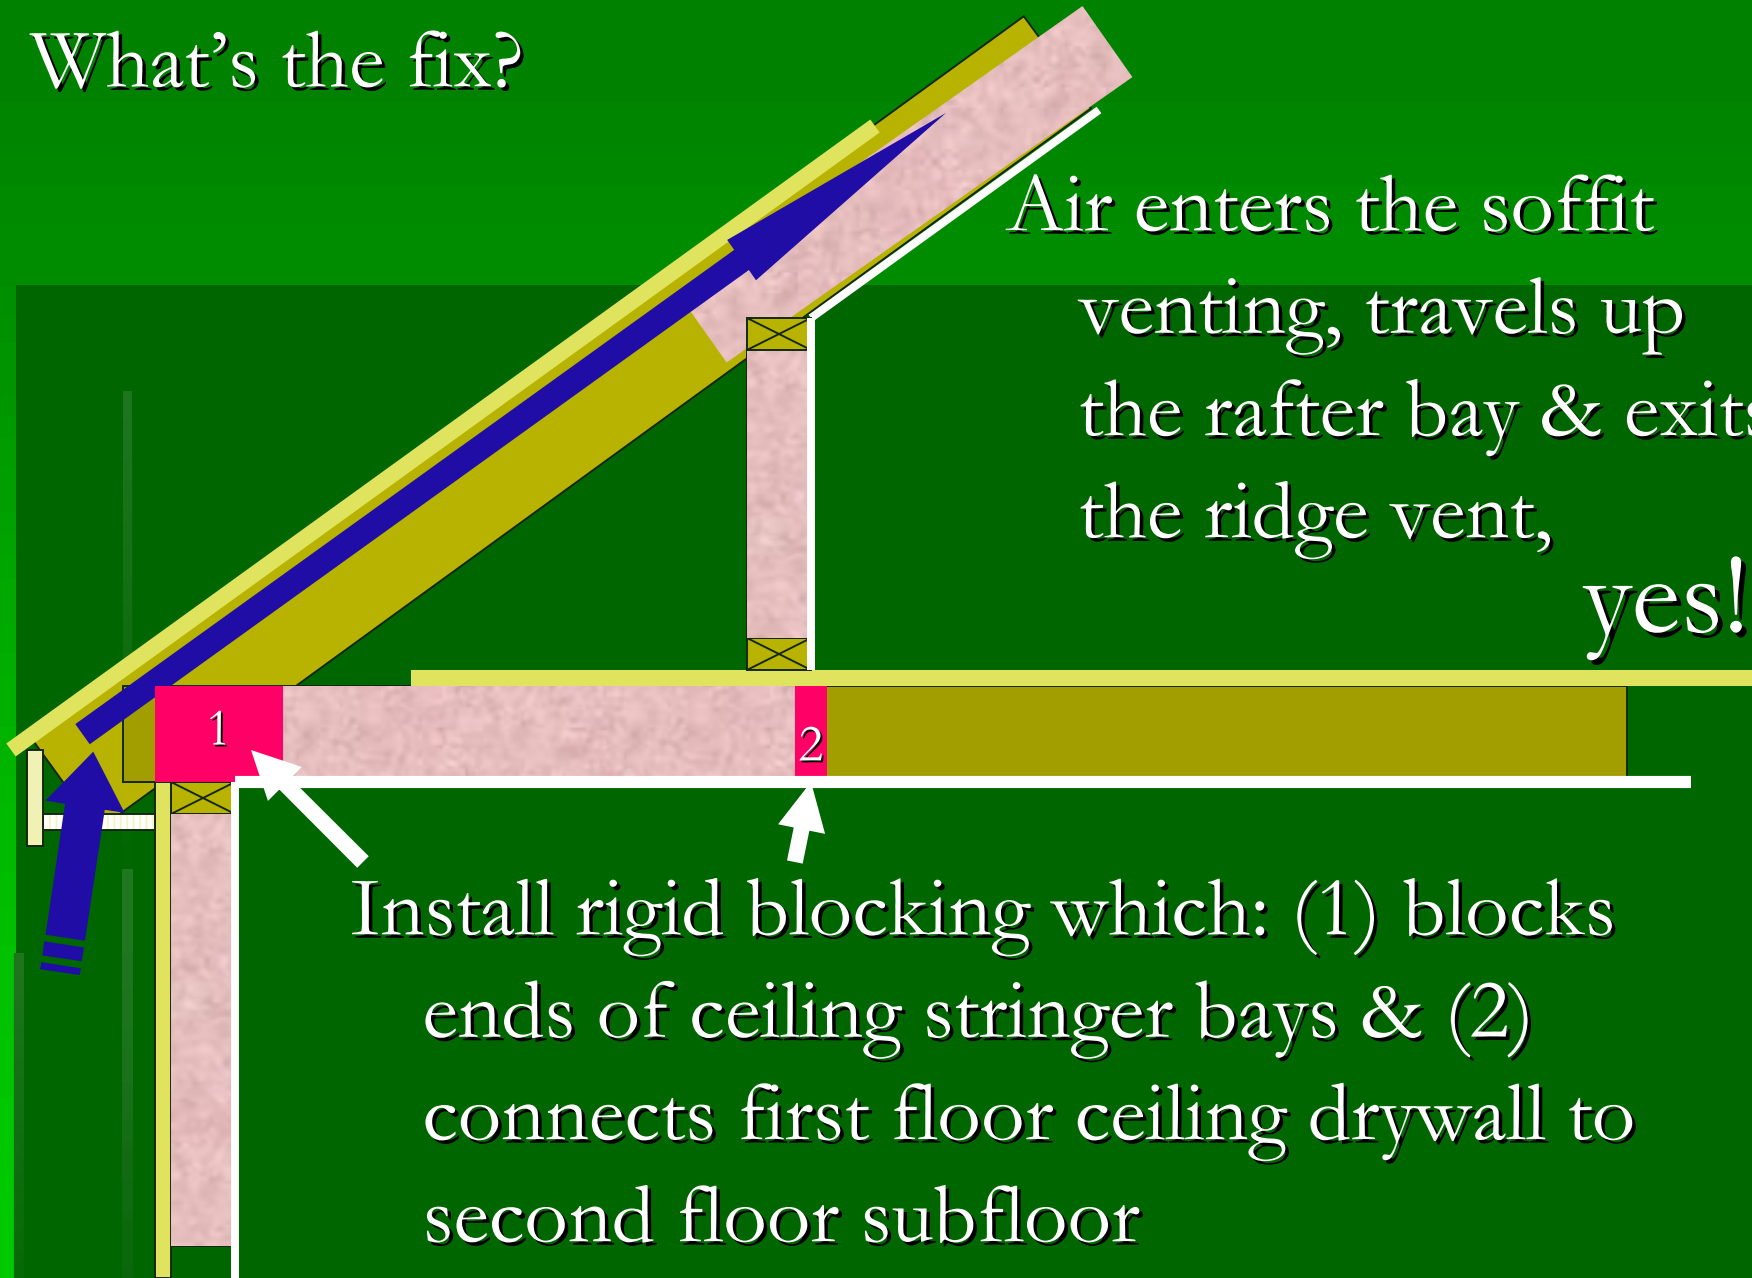 What’s the fix?
Air enters the soffit
venting, travels up
the rafter bay & exits
the ridge vent,
yes!
1
2
Install rigid blocking which: (1) blocks
ends of ceiling stringer bays & (2)
connects first floor ceiling drywall to
second floor subfloor